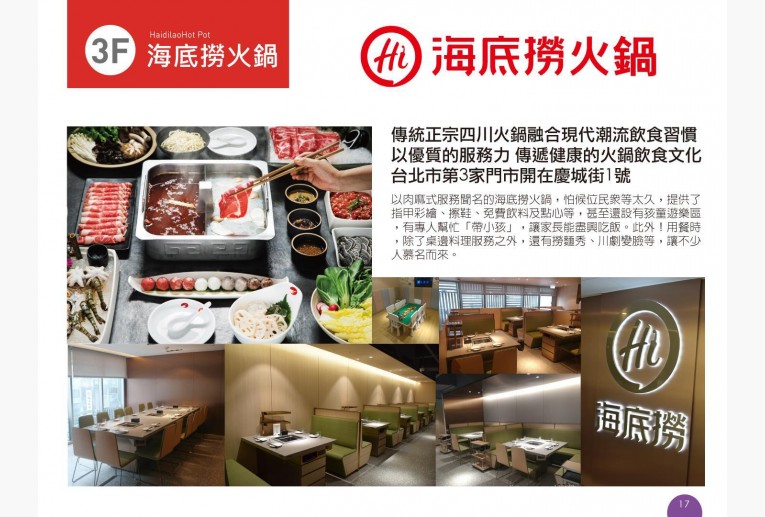 HaidilaoHot Pot
3F 海底撈火鍋
Hi 海底撈火鍋
傳統正宗四川火鍋融合現代潮流飲食習慣
以優質的服務力 傳遞健康的火鍋飲食文化
台北市第3家門市開在慶城街1號
以肉麻式服務聞名的海底撈火鍋，怕候位民眾等太久，提供了
指甲彩繪、擦鞋、免費飲料及點心等，甚至還設有孩童遊樂區
，有專人幫忙「帶小孩」，讓家長能盡興吃飯。此外！用餐時
，除了桌邊料理服務之外，還有撈麵秀、川劇變臉等，讓不少
人慕名而來。
Hi
海底撈
17